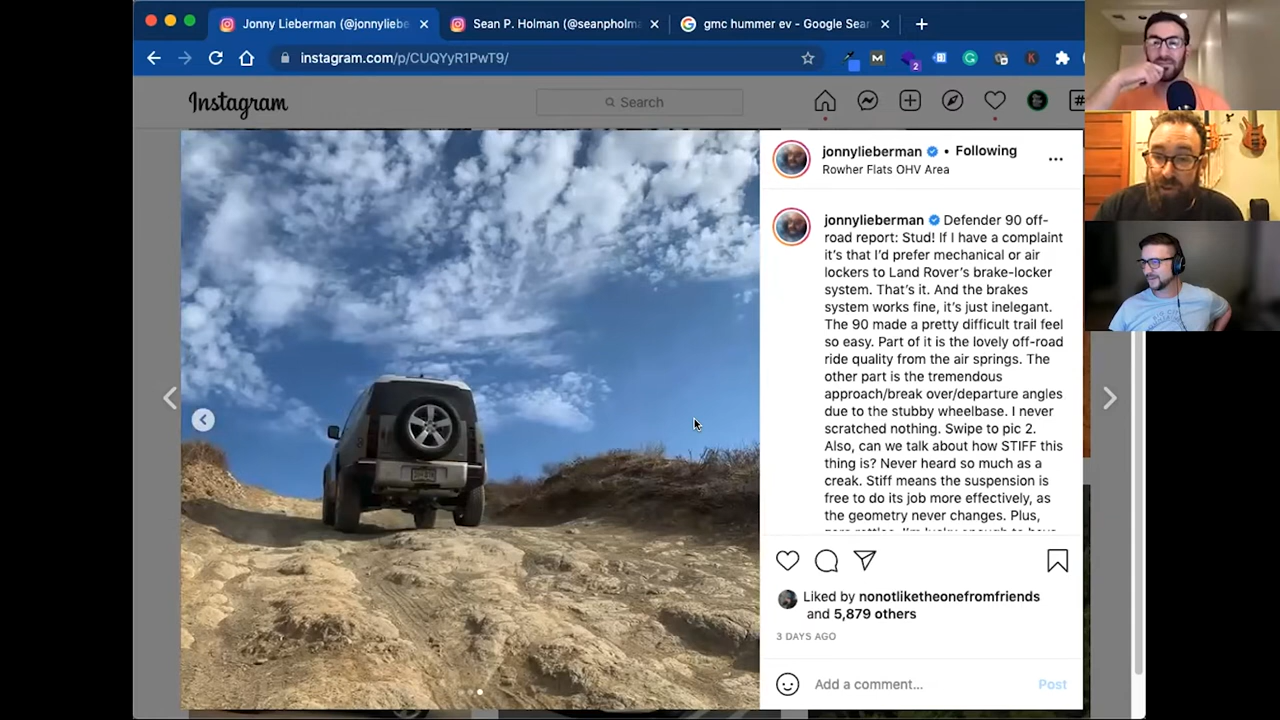 Jonny Lieberman (@jonnyliebe
Sean P. Holman (@seanpholm
gmc hummer ev - Google Sear
instagram.com/p/CUQYyR1PwT9/
M
2
G
K
Instagram
Search
#
jonnylieberman • Following
Rowher Flats OHV Area
...
jonnylieberman Defender 90 off-
road report: Stud! If I have a complaint
it's that I'd prefer mechanical or air
lockers to Land Rover's brake-locker
system. That's it. And the brakes
system works fine, it's just inelegant.
The 90 made a pretty difficult trail feel
so easy. Part of it is the lovely off-road
ride quality from the air springs. The
other part is the tremendous
approach/break over/departure angles
due to the stubby wheelbase. I never
scratched nothing. Swipe to pic 2.
Also, can we talk about how STIFF this
thing is? Never heard so much as a
creak. Stiff means the suspension is
free to do its job more effectively, as
the geometry never changes. Plus,
Liked by nonotliketheonefromfriends
and 5,879 others
3 DAYS AGO
Add a comment...
Post